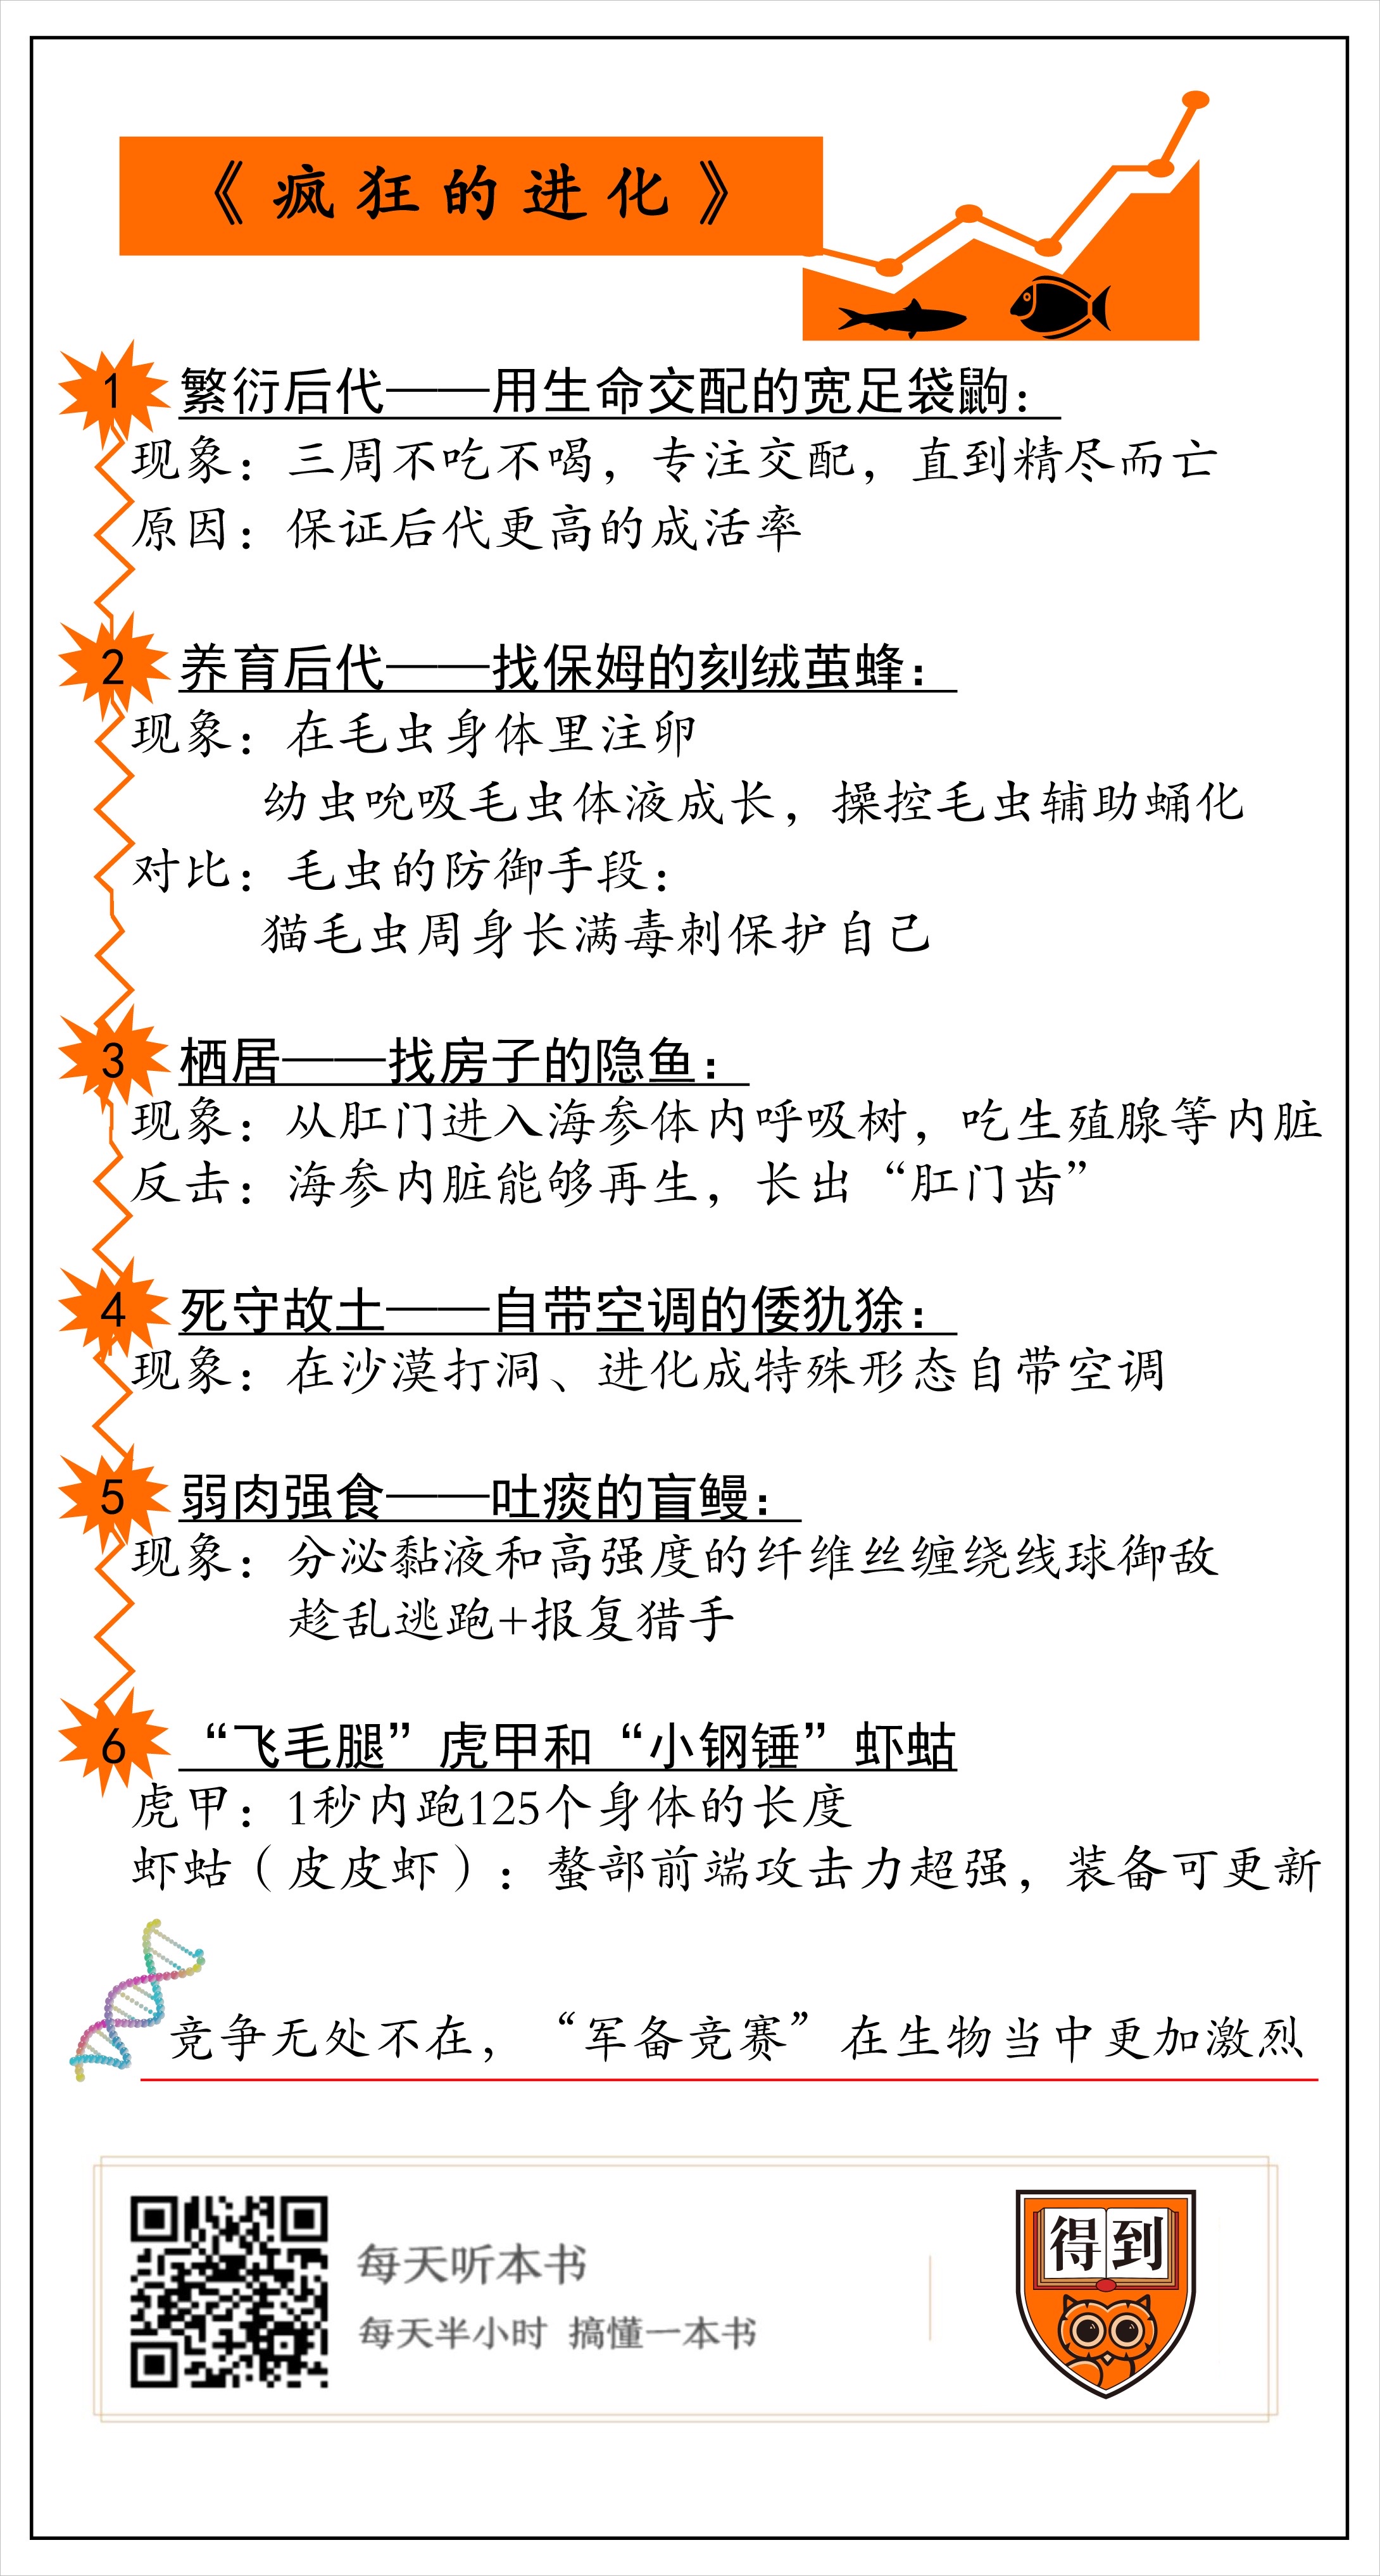 《疯狂的进化》
1 繁衍后代——用生命交配的宽足袋鼩：
现象：三周不吃不喝，专注交配，直到精尽而亡
原因：保证后代更高的成活率
2 养育后代——找保姆的刻绒茧蜂：
现象：在毛虫身体里注卵
幼虫吮吸毛虫体液成长，操控毛虫辅助蛹化
对比：毛虫的防御手段：
猫毛虫周身长满毒刺保护自己
3 栖居——找房子的隐鱼：
现象：从肛门进入海参体内呼吸树，吃生殖腺等内脏
反击：海参内脏能够再生，长出“肛门齿”
4 死守故土——自带空调的倭犰狳：
现象：在沙漠打洞、进化成特殊形态自带空调
5 弱肉强食——吐痰的盲鳗：
现象：分泌黏液和高强度的纤维丝缠绕线球御敌
趁乱逃跑+报复猎手
6 “飞毛腿”虎甲和“小钢锤”虾蛄
虎甲：1秒内跑125个身体的长度
虾蛄（皮皮虾）：螯部前端攻击力超强，装备可更新
竞争无处不在，“军备竞赛”在生物当中更加激烈
每天听本书
每天半小时 搞懂一本书
得到